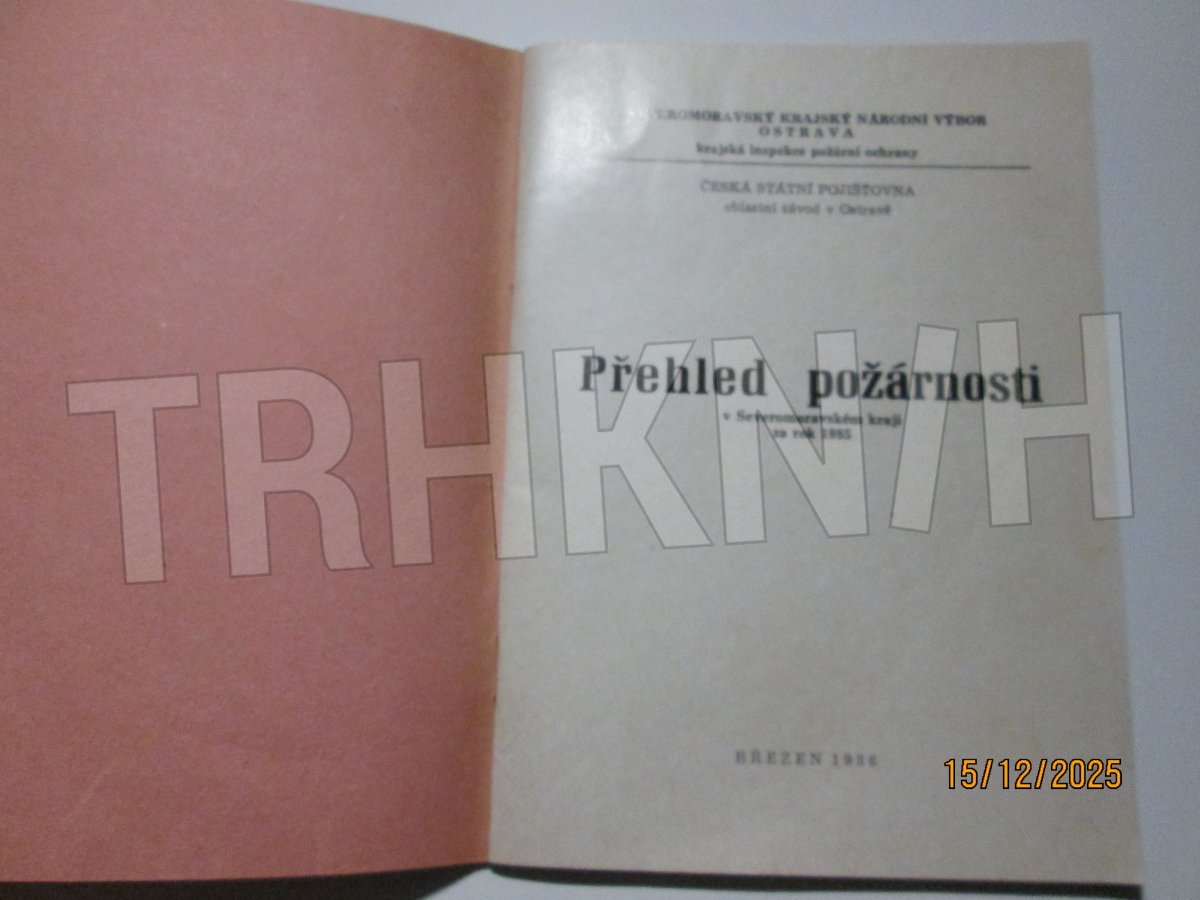 SEVEROMORAVSKÝ KRAJSKÝ NÁRODNÍ VÝBOR
OSTRAVA
krajská inspekce požární ochrany
ČESKÁ STÁTNÍ POJIŠŤOVNA
oblastní závod v Ostravě
Přehled požárnosti
v Severomoravském kraji
za rok 1985
TRHKN/H
BŘEZEN 1986
15/12/2025